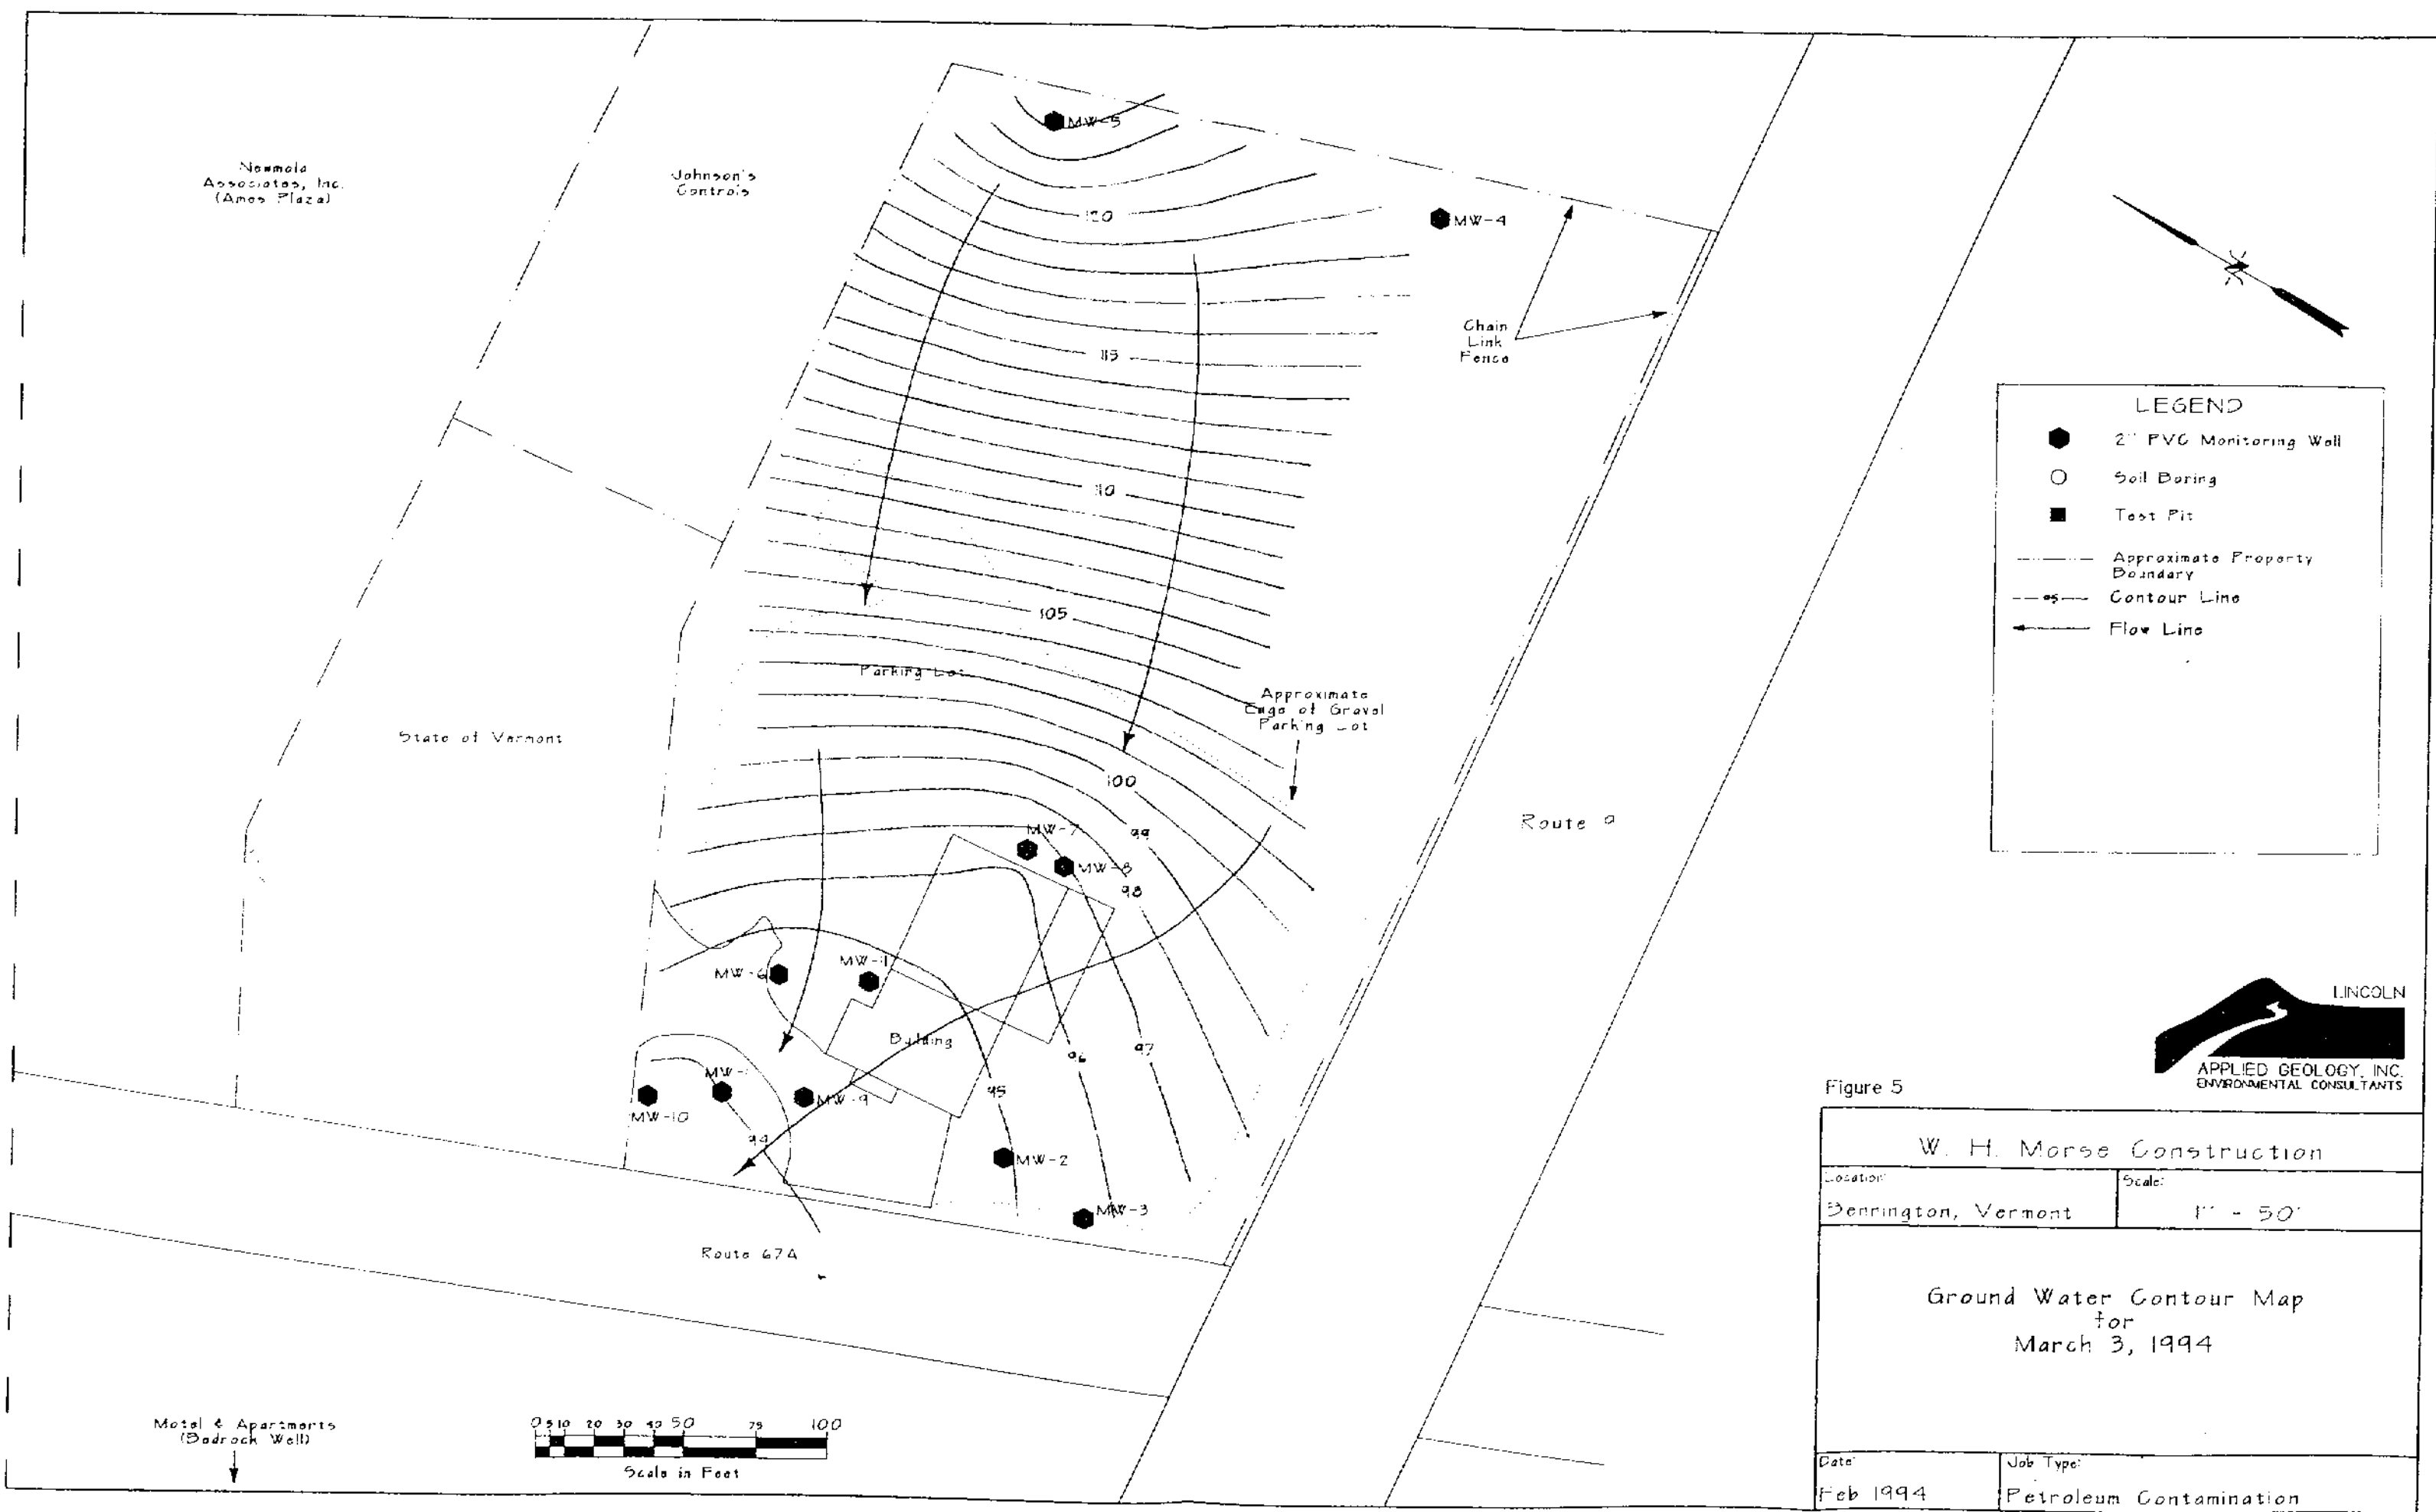 Associates, Inc.
(Ames Plaza)
Johnson's
Controls
MW-5
MW-4
120
115
110
105
100
99
98
97
96
95
94
Chain
Link
Fence
Parking Lot
Approximate
Edge of Gravel
Parking Lot
State of Vermont
Route 9
MW-7
MW-8
MW-6
MW-11
Building
MW-1
MW-10
MW-9
MW-2
MW-3
Route 67A
Motel & Apartments
(Bedrock Well)
0 5 10 20 30 40 50 75 100
Scale in Feet
LEGEND
2" PVC Monitoring Well
Soil Boring
Test Pit
Approximate Property
Boundary
95
Contour Line
Flow Line
LINCOLN
APPLIED GEOLOGY, INC.
ENVIRONMENTAL CONSULTANTS
Figure 5
W. H. Morse Construction
Location:
Bennington, Vermont
Scale:
1" - 50'
Ground Water Contour Map
for
March 3, 1994
Date:
Feb 1994
Job Type:
Petroleum Contamination